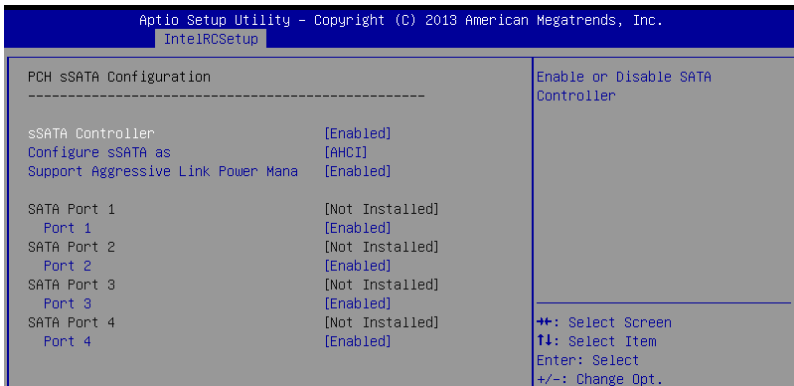 Aptio Setup Utility – Copyright (C) 2013 American Megatrends, Inc.
IntelRCSetup
PCH sSATA Configuration
--------------------------------------------------
sSATA Controller [Enabled]
Configure sSATA as [AHCI]
Support Aggressive Link Power Mana [Enabled]
SATA Port 1 [Not Installed]
Port 1 [Enabled]
SATA Port 2 [Not Installed]
Port 2 [Enabled]
SATA Port 3 [Not Installed]
Port 3 [Enabled]
SATA Port 4 [Not Installed]
Port 4 [Enabled]
Enable or Disable SATA
Controller
→←: Select Screen
↑↓: Select Item
Enter: Select
+/-: Change Opt.